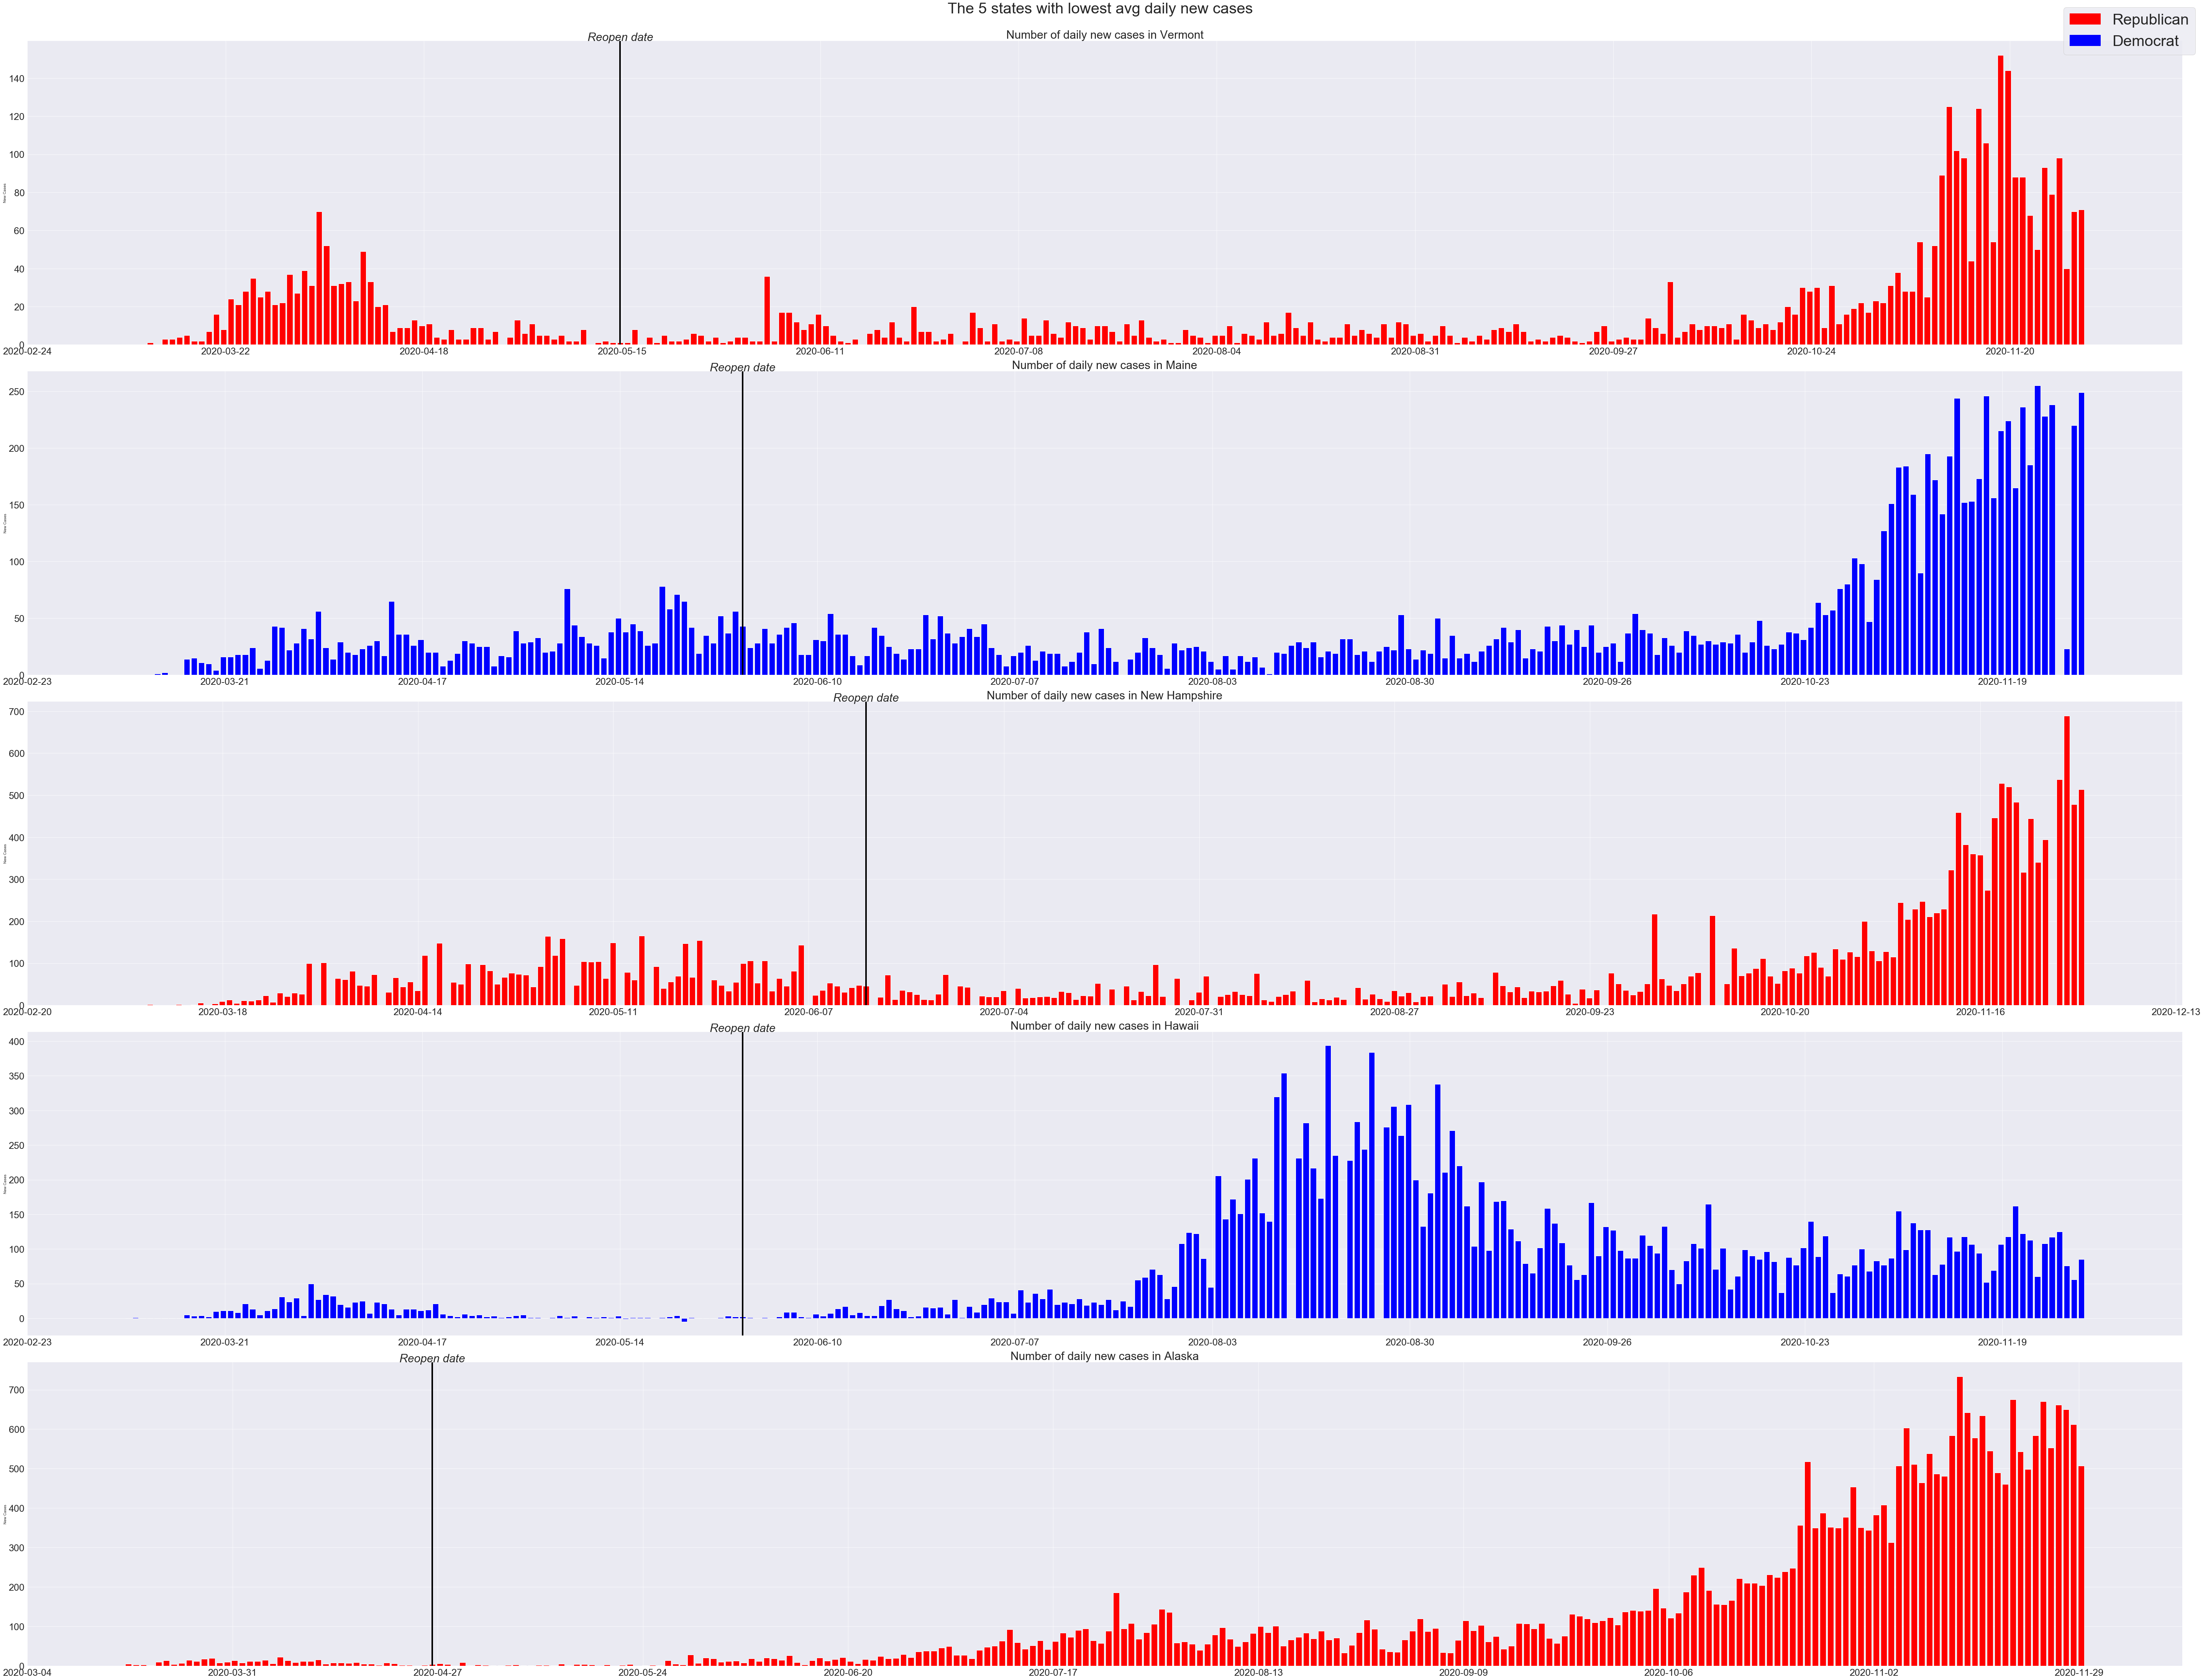 The 5 states with lowest avg daily new cases
Republican
Democrat
Reopen date
Number of daily new cases in Vermont
New Cases
140
120
100
80
60
40
20
0
2020-02-24 2020-03-22 2020-04-18 2020-05-15 2020-06-11 2020-07-08 2020-08-04 2020-08-31 2020-09-27 2020-10-24 2020-11-20
Reopen date
Number of daily new cases in Maine
New Cases
250
200
150
100
50
0
2020-02-23 2020-03-21 2020-04-17 2020-05-14 2020-06-10 2020-07-07 2020-08-03 2020-08-30 2020-09-26 2020-10-23 2020-11-19
Reopen date
Number of daily new cases in New Hampshire
New Cases
700
600
500
400
300
200
100
0
2020-02-20 2020-03-18 2020-04-14 2020-05-11 2020-06-07 2020-07-04 2020-07-31 2020-08-27 2020-09-23 2020-10-20 2020-11-16 2020-12-13
Reopen date
Number of daily new cases in Hawaii
New Cases
400
350
300
250
200
150
100
50
0
2020-02-23 2020-03-21 2020-04-17 2020-05-14 2020-06-10 2020-07-07 2020-08-03 2020-08-30 2020-09-26 2020-10-23 2020-11-19
Reopen date
Number of daily new cases in Alaska
New Cases
700
600
500
400
300
200
100
0
2020-03-04 2020-03-31 2020-04-27 2020-05-24 2020-06-20 2020-07-17 2020-08-13 2020-09-09 2020-10-06 2020-11-02 2020-11-29